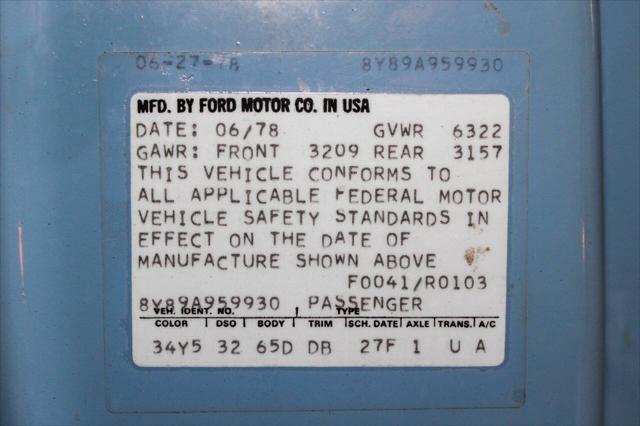 06-27-78 8Y89A959930
MFD. BY FORD MOTOR CO. IN USA
DATE: 06/78 GVWR 6322
GAWR: FRONT 3209 REAR 3157
THIS VEHICLE CONFORMS TO
ALL APPLICABLE FEDERAL MOTOR
VEHICLE SAFETY STANDARDS IN
EFFECT ON THE DATE OF
MANUFACTURE SHOWN ABOVE
F0041/R0103
8Y89A959930 PASSENGER
VEH. IDENT. NO. TYPE
COLOR DSO BODY TRIM SCH. DATE AXLE TRANS. A/C
34Y5 32 65D DB 27F 1 U A